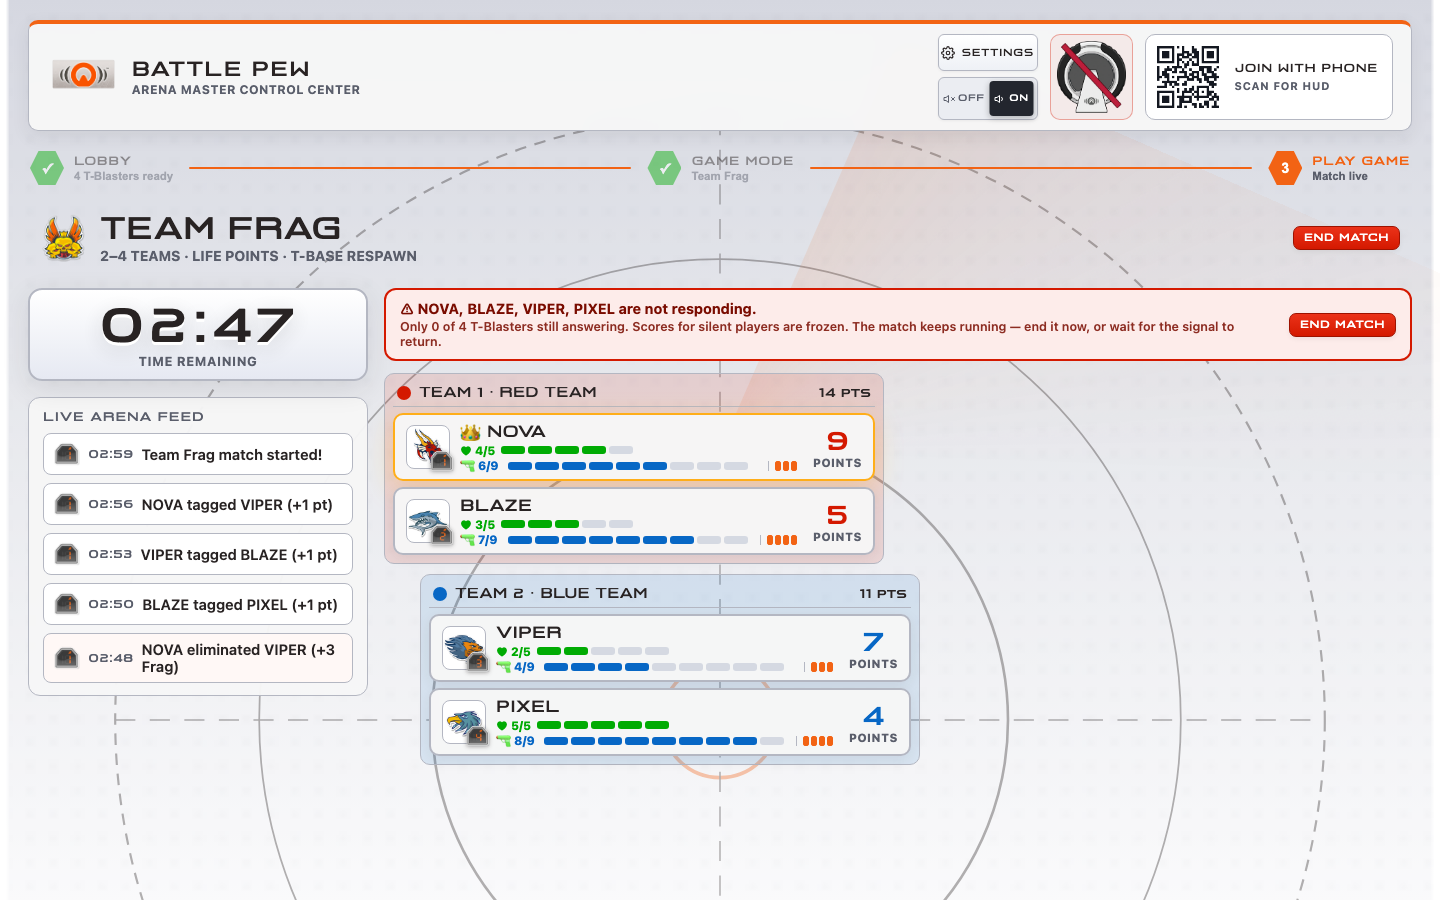 BATTLE PEW
ARENA MASTER CONTROL CENTER
SETTINGS
OFF
ON
JOIN WITH PHONE
SCAN FOR HUD
LOBBY
4 T-Blasters ready
GAME MODE
Team Frag
3
PLAY GAME
Match live
TEAM FRAG
2–4 TEAMS · LIFE POINTS · T-BASE RESPAWN
END MATCH
02:47
TIME REMAINING
NOVA, BLAZE, VIPER, PIXEL are not responding.
Only 0 of 4 T-Blasters still answering. Scores for silent players are frozen. The match keeps running — end it now, or wait for the signal to
return.
END MATCH
LIVE ARENA FEED
02:59 Team Frag match started!
02:56 NOVA tagged VIPER (+1 pt)
02:53 VIPER tagged BLAZE (+1 pt)
02:50 BLAZE tagged PIXEL (+1 pt)
02:48 NOVA eliminated VIPER (+3
Frag)
TEAM 1 · RED TEAM 14 PTS
NOVA
4/5
6/9
9
POINTS
BLAZE
2
3/5
7/9
5
POINTS
TEAM 2 · BLUE TEAM 11 PTS
VIPER
3
2/5
4/9
7
POINTS
PIXEL
5/5
8/9
4
POINTS